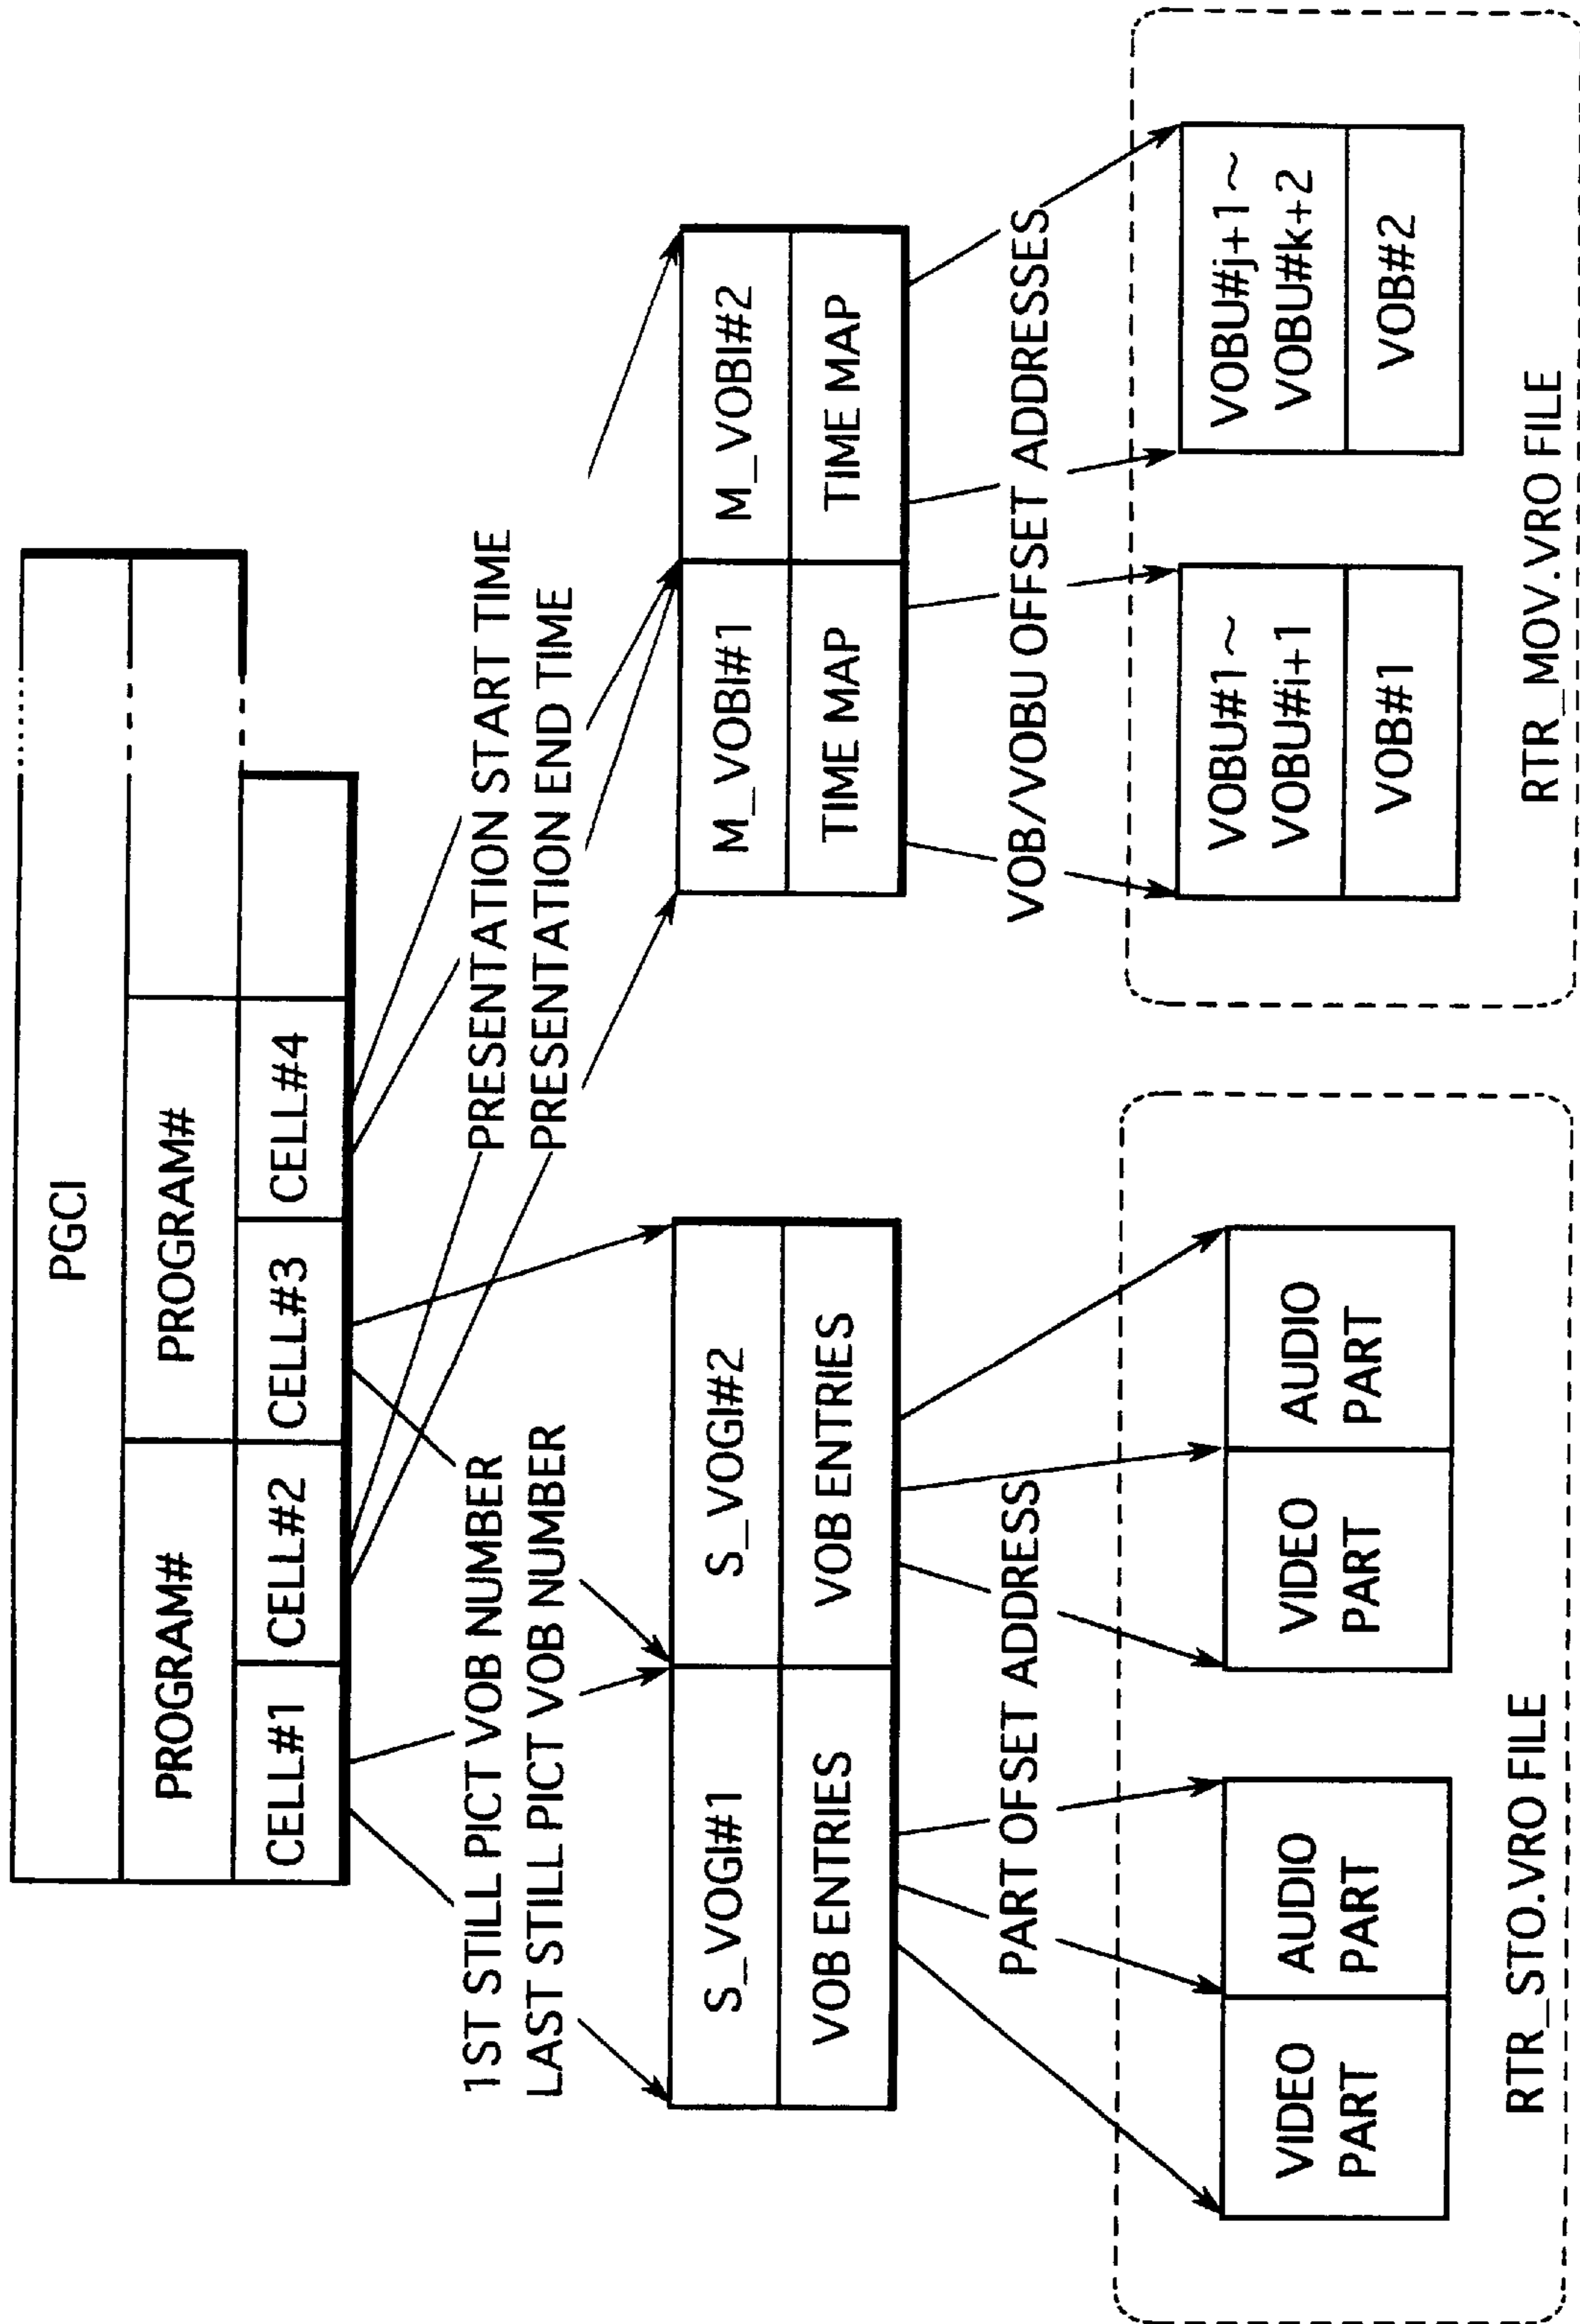 PGCI
PROGRAM#
PROGRAM#
CELL#1
CELL#2
CELL#3
CELL#4
1ST STILL PICT VOB NUMBER
LAST STILL PICT VOB NUMBER
PRESENTATION START TIME
PRESENTATION END TIME
S_VOGI#1
S_VOGI#2
VOB ENTRIES
VOB ENTRIES
M_VOBI#1
M_VOBI#2
TIME MAP
TIME MAP
PART OFFSET ADDRESS
VOB/VOBU OFFSET ADDRESSES
VIDEO
PART
AUDIO
PART
VIDEO
PART
AUDIO
PART
RTR_STO.VRO FILE
VOBU#1~
VOBU#i+1
VOB#1
VOBU#j+1~
VOBU#k+2
VOB#2
RTR_MOV.VRO FILE